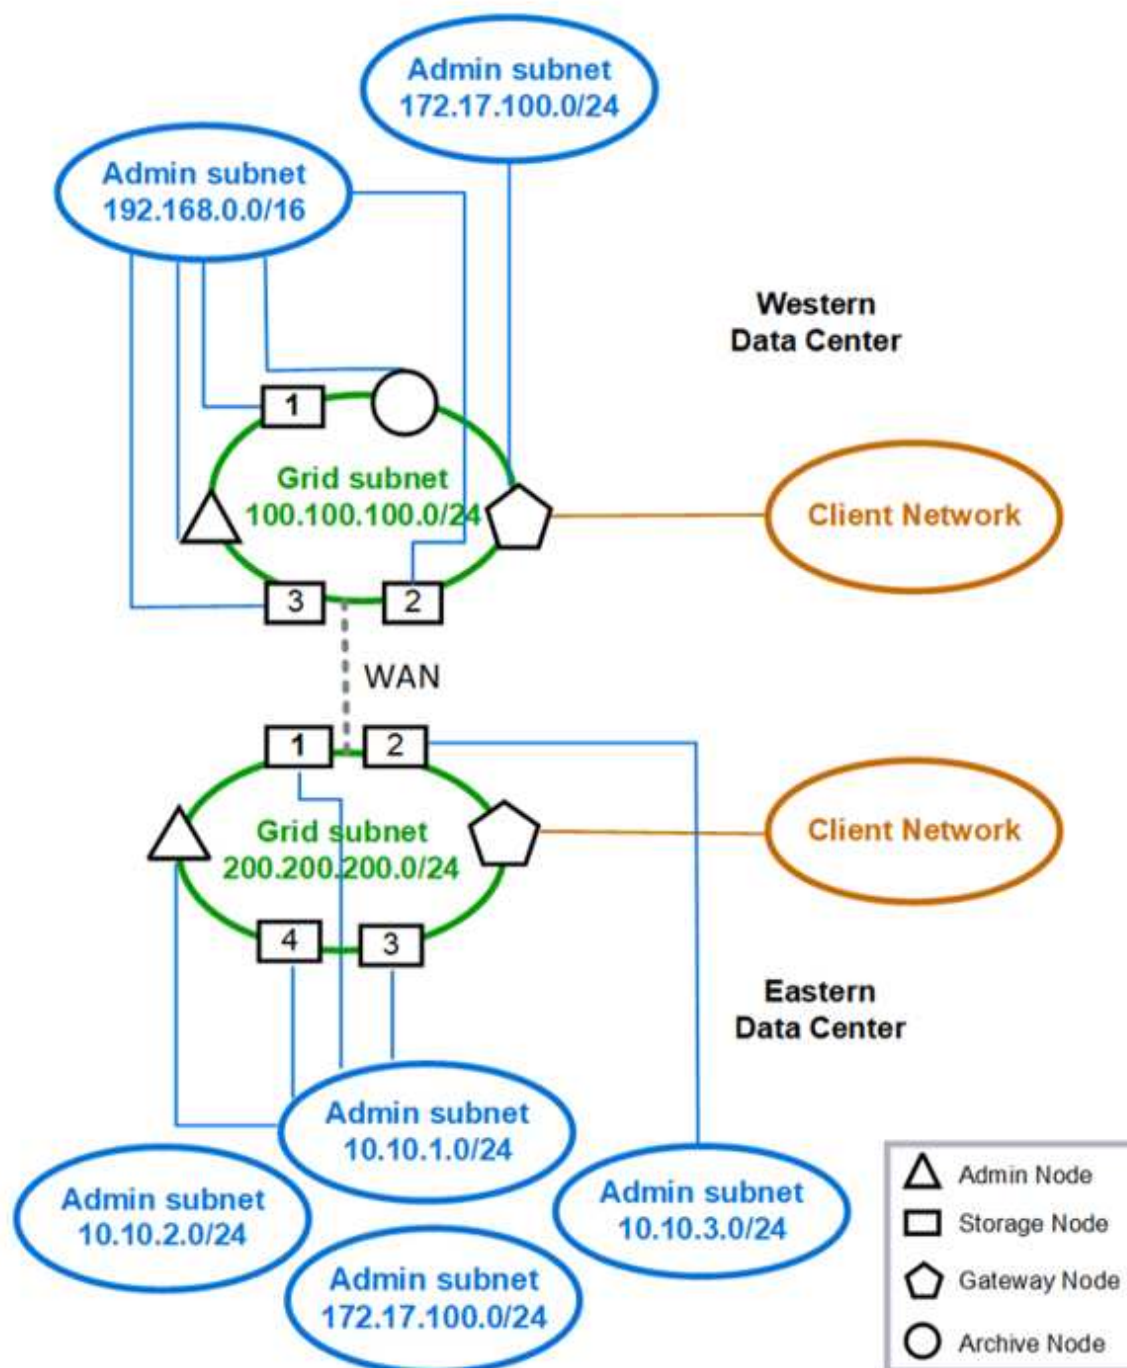 Admin subnet
172.17.100.0/24
Admin subnet
192.168.0.0/16
Western
Data Center
1
Grid subnet
100.100.100.0/24
Client Network
3
2
WAN
1
2
Grid subnet
200.200.200.0/24
Client Network
4
3
Eastern
Data Center
Admin subnet
10.10.1.0/24
Admin subnet
10.10.2.0/24
Admin subnet
10.10.3.0/24
Admin subnet
172.17.100.0/24
Admin Node
Storage Node
Gateway Node
Archive Node